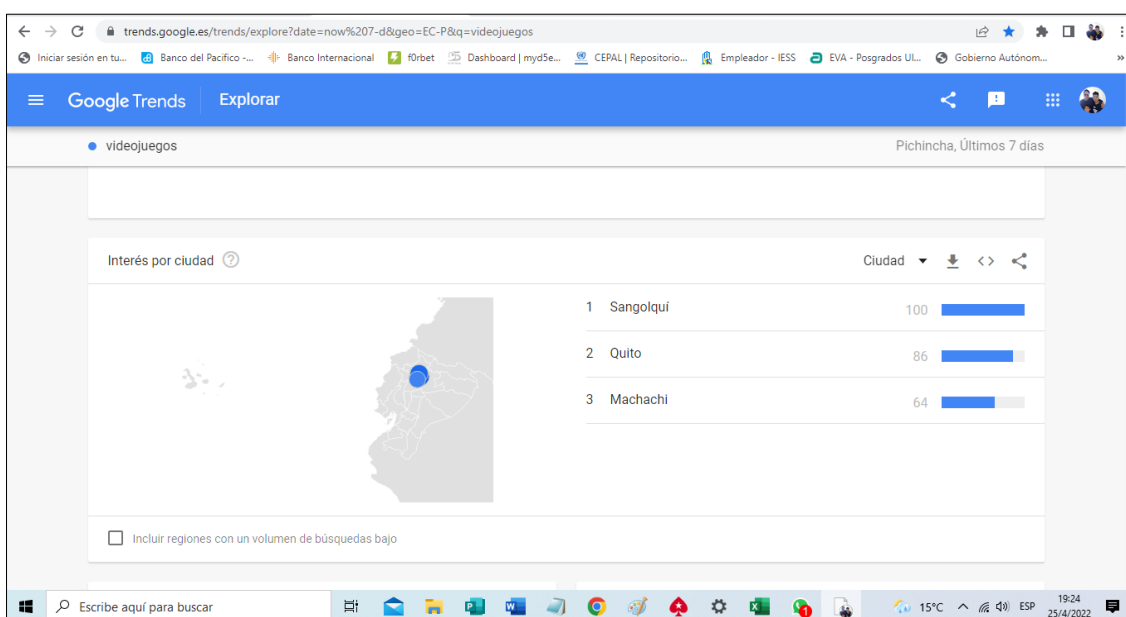 trends.google.es/trends/explore?date=now%207-d&geo=EC-P&q=videojuegos
Iniciar sesión en tu... Banco del Pacifico -... Banco Internacional f0rbet Dashboard | myd5e... CEPAL | Repositorio... Empleador - IESS EVA - Posgrados UI... Gobierno Autónom... »
Google Trends Explorar
videojuegos Pichincha, Últimos 7 días
Interés por ciudad ? Ciudad
1 Sangolquí 100
2 Quito 86
3 Machachi 64
Incluir regiones con un volumen de búsquedas bajo
Escribe aquí para buscar 15°C ESP 19:24
25/4/2022